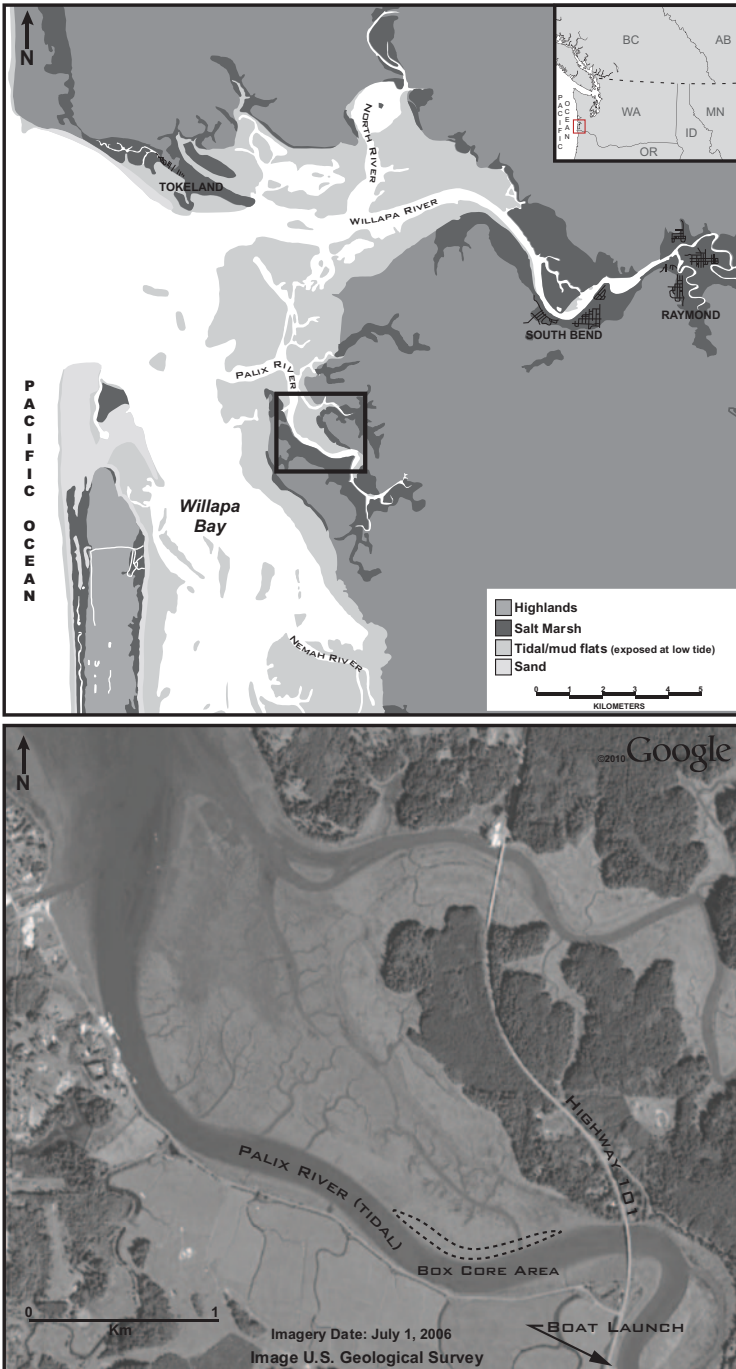 N
BC
AB
WA
MN
ID
OR
PACIFIC
OCEAN
NORTH RIVER
TOKELAND
WILLAPA RIVER
SOUTH BEND
RAYMOND
PALIX RIVER
PACIFIC OCEAN
Willapa
Bay
NEMAH RIVER
Highlands
Salt Marsh
Tidal/mud flats (exposed at low tide)
Sand
0 1 2 3 4 5
KILOMETERS
N
©2010 Google
HIGHWAY 101
PALIX RIVER (TIDAL)
BOX CORE AREA
0 1
Km
BOAT LAUNCH
Imagery Date: July 1, 2006
Image U.S. Geological Survey